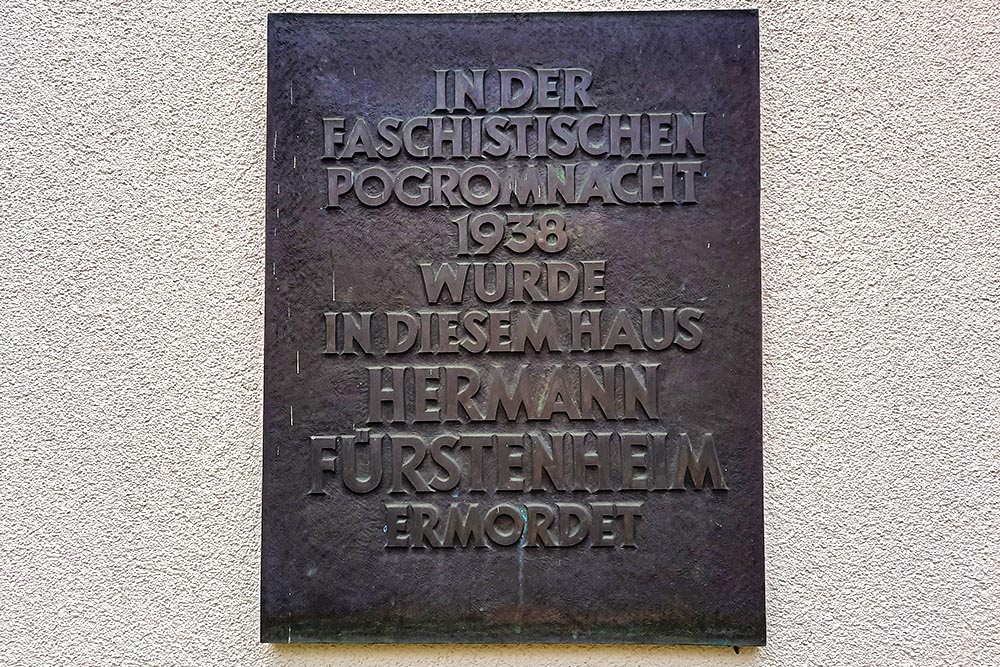 IN DER
FASCHISTISCHEN
POGROMNACHT
1938
WURDE
IN DIESEM HAUS
HERMANN
FÜRSTENHEIM
ERMORDET